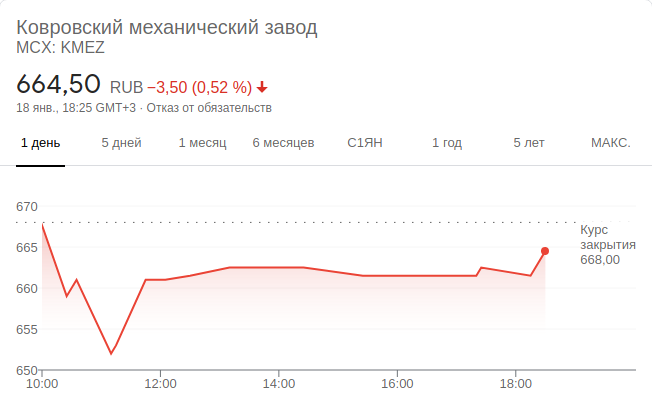 Ковровский механический завод
MCX: KMEZ
664,50 RUB −3,50 (0,52 %)
18 янв., 18:25 GMT+3 · Отказ от обязательств
1 день 5 дней 1 месяц 6 месяцев С1ЯН 1 год 5 лет МАКС.
670
665
660
655
650
Курс
закрытия
668,00
10:00 12:00 14:00 16:00 18:00